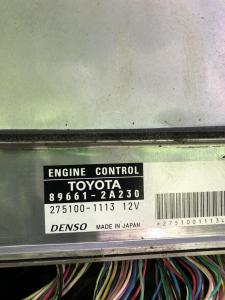 ENGINE CONTROL
TOYOTA
89661-2A230
275100-1113 12V
DENSO MADE IN JAPAN